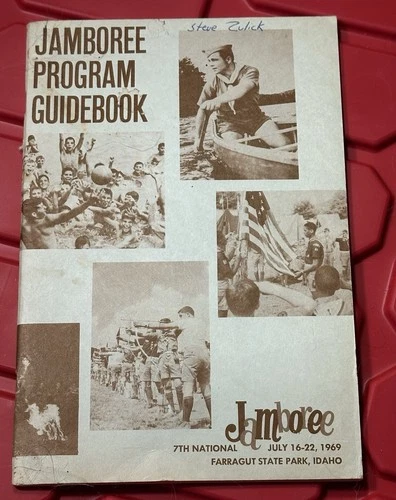 Steve Zulick
JAMBOREE
PROGRAM
GUIDEBOOK
Jamboree
7TH NATIONAL JULY 16-22, 1969
FARRAGUT STATE PARK, IDAHO